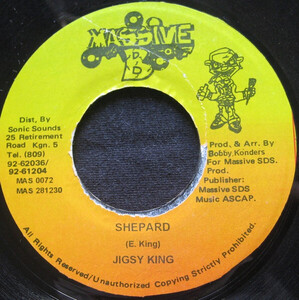 MASSIVE
B
Dist. By
Sonic Sounds
25 Retirement
Road Kgn. 5
Tel. (809)
92-62036/
92-61204
MAS 0072
MAS 281230
Prod. & Arr. By
Bobby Konders
For Massive SDS.
Prod.
Publisher:
Massive SDS
Music ASCAP.
SHEPARD
(E. King)
JIGSY KING
All Rights Reserved/Unauthorized Copying Strictly Prohibited.